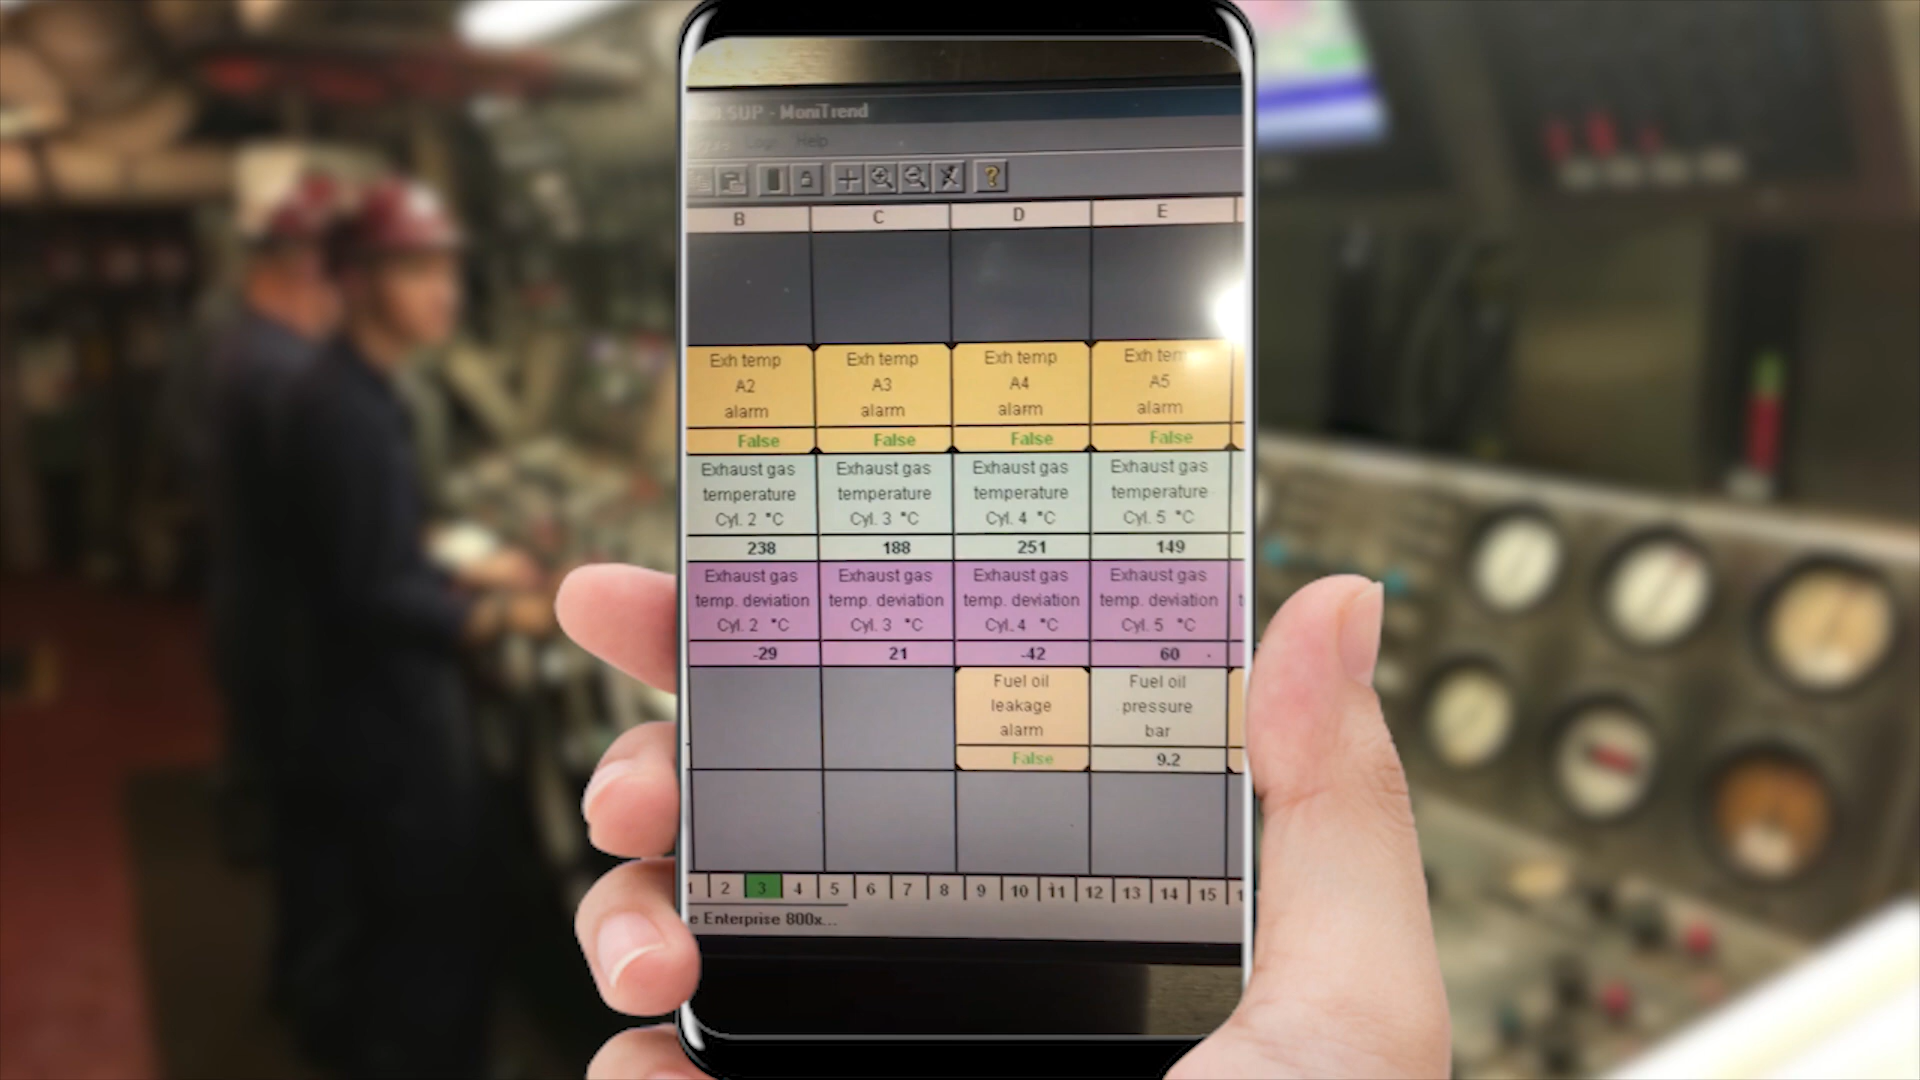 .SUP - MoniTrend
Logs Help
B C D E
Exh temp Exh temp Exh temp Exh
A2 A3 A4 A5
alarm alarm alarm alarm
False False False False
Exhaust gas Exhaust gas Exhaust gas Exhaust gas
temperature temperature temperature temperature
Cyl. 2 °C Cyl. 3 °C Cyl. 4 °C Cyl. 5 °C
238 188 251 149
Exhaust gas Exhaust gas Exhaust gas Exhaust gas
temp. deviation temp. deviation temp. deviation temp. deviation
Cyl. 2 °C Cyl. 3 °C Cyl. 4 °C Cyl. 5 °C
-29 21 -42 60
Fuel oil Fuel oil
leakage pressure
alarm bar
False 9.2
1 2 3 4 5 6 7 8 9 10 11 12 13 14 15
e Enterprise 800x...